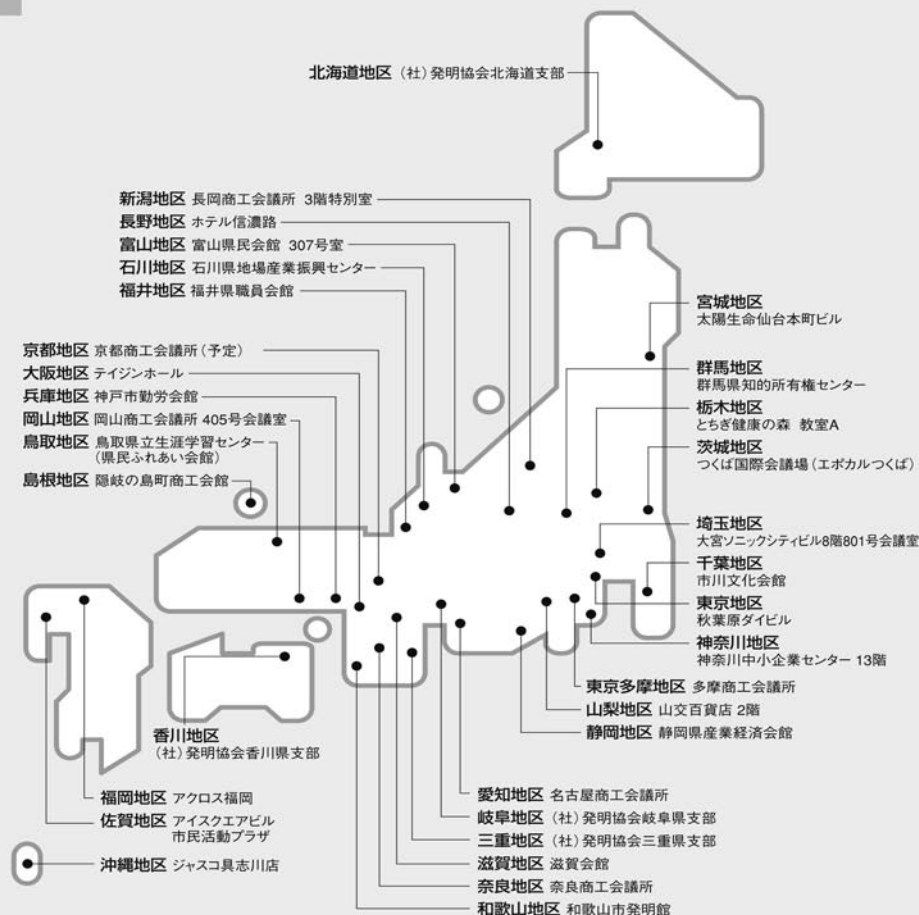 北海道地区 （社）発明協会北海道支部
新潟地区 長岡商工会議所 3階特別室
長野地区 ホテル信濃路
富山地区 富山県民会館 307号室
石川地区 石川県地場産業振興センター
福井地区 福井県職員会館
京都地区 京都商工会議所（予定）
大阪地区 テイジンホール
兵庫地区 神戸市勤労会館
岡山地区 岡山商工会議所 405号会議室
鳥取地区 鳥取県立生涯学習センター
（県民ふれあい会館）
島根地区 隠岐の島町商工会館
宮城地区
太陽生命仙台本町ビル
群馬地区
群馬県知的所有権センター
栃木地区
とちぎ健康の森 教室A
茨城地区
つくば国際会議場（エポカルつくば）
埼玉地区
大宮ソニックシティビル8階801号会議室
千葉地区
市川文化会館
東京地区
秋葉原ダイビル
神奈川地区
神奈川中小企業センター 13階
東京多摩地区 多摩商工会議所
山梨地区 山交百貨店 2階
静岡地区 静岡県産業経済会館
香川地区
（社）発明協会香川県支部
福岡地区 アクロス福岡
佐賀地区 アイスクエアビル
市民活動プラザ
沖縄地区 ジャスコ具志川店
愛知地区 名古屋商工会議所
岐阜地区 （社）発明協会岐阜県支部
三重地区 （社）発明協会三重県支部
滋賀地区 滋賀会館
奈良地区 奈良商工会議所
和歌山地区 和歌山市発明館